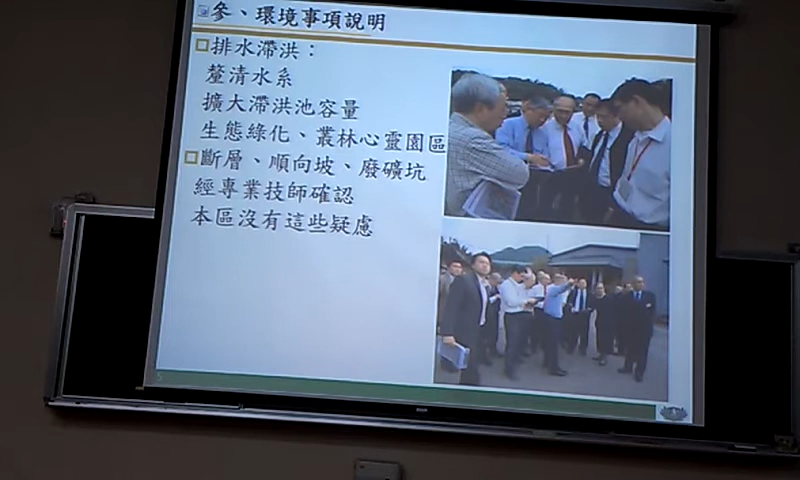 參、環境事項說明
排水滯洪：
釐清水系
擴大滯洪池容量
生態綠化、叢林心靈園區
斷層、順向坡、廢礦坑
經專業技師確認
本區沒有這些疑慮
5